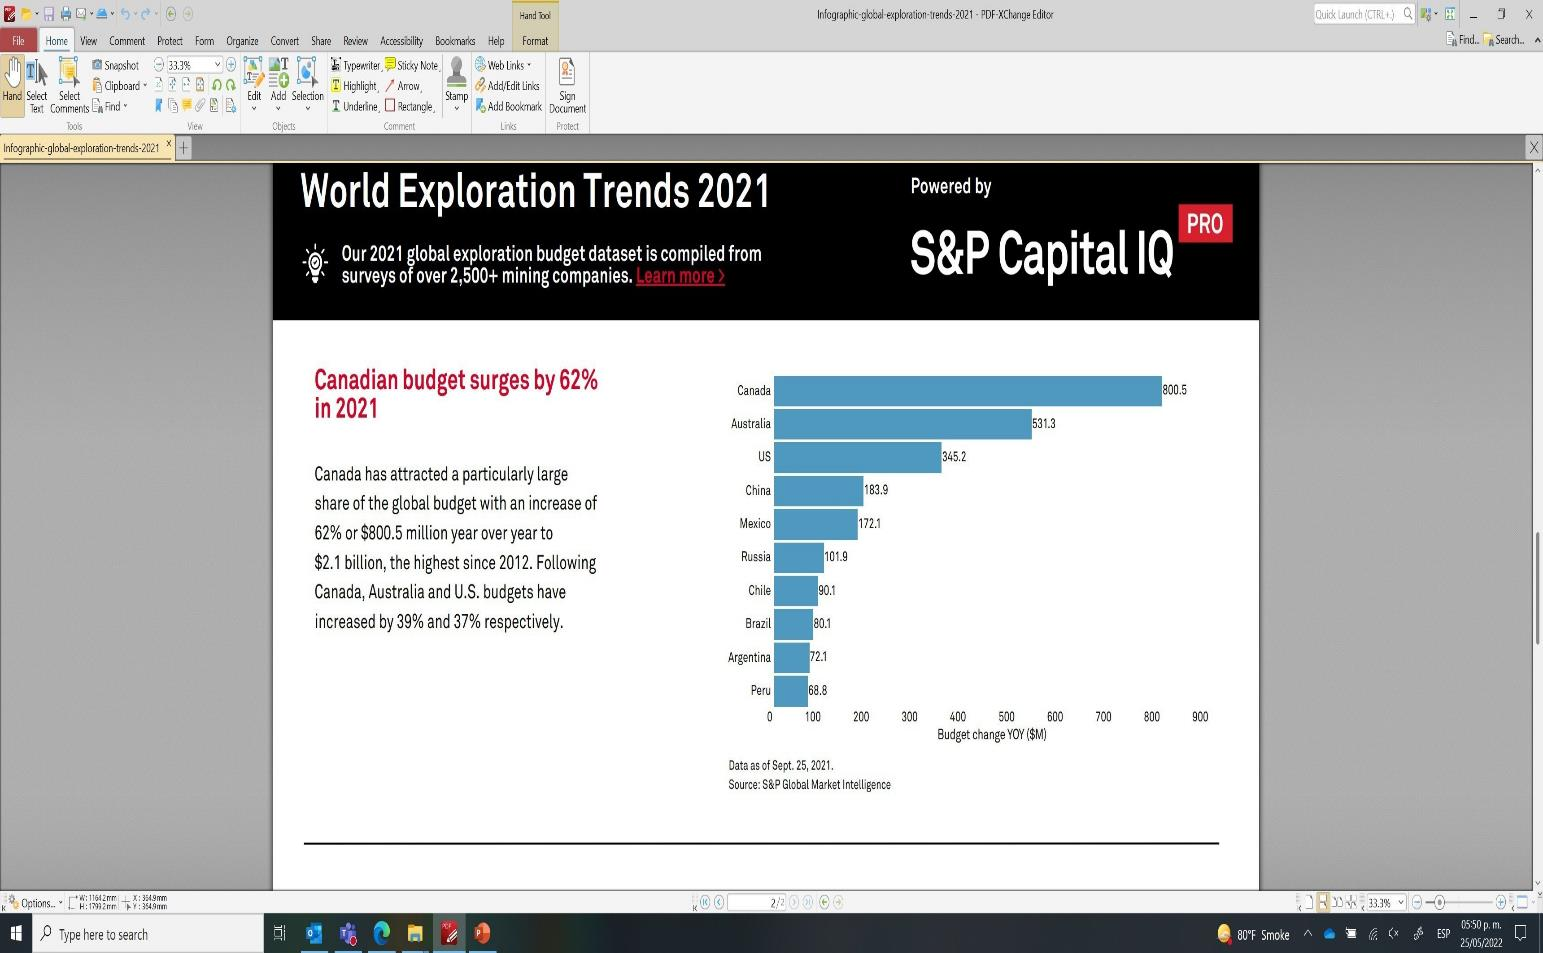 Hand Tool
Infographic-global-exploration-trends-2021 - PDF-XChange Editor
Quick Launch (CTRL+.)
File Home View Comment Protect Form Organize Convert Share Review Accessibility Bookmarks Help Format
Find... Search...
Hand
Select Text
Select Comments
Snapshot
Clipboard
Find
Tools
33.3%
View
Edit
Add
Selection
Objects
Typewriter
Highlight
Underline
Sticky Note
Arrow
Rectangle
Stamp
Comment
Web Links
Add/Edit Links
Add Bookmark
Links
Sign Document
Protect
Infographic-global-exploration-trends-2021
World Exploration Trends 2021
Our 2021 global exploration budget dataset is compiled from
surveys of over 2,500+ mining companies. Learn more >
Powered by
S&P Capital IQ PRO
Canadian budget surges by 62%
in 2021
Canada has attracted a particularly large
share of the global budget with an increase of
62% or $800.5 million year over year to
$2.1 billion, the highest since 2012. Following
Canada, Australia and U.S. budgets have
increased by 39% and 37% respectively.
Canada 800.5
Australia 531.3
US 345.2
China 183.9
Mexico 172.1
Russia 101.9
Chile 90.1
Brazil 80.1
Argentina 72.1
Peru 68.8
0 100 200 300 400 500 600 700 800 900
Budget change YOY ($M)
Data as of Sept. 25, 2021.
Source: S&P Global Market Intelligence
Options...
W: 1164.2mm
H: 1799.2mm
X: 364.9mm
Y: 364.9mm
2/2
33.3%
Type here to search
80°F Smoke
ESP
05:50 p. m.
25/05/2022